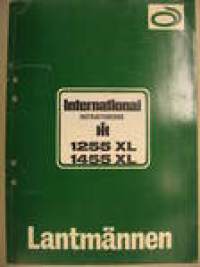 International
INSTRUKTIONSBOK
IH
1255 XL
1455 XL
Lantmännen